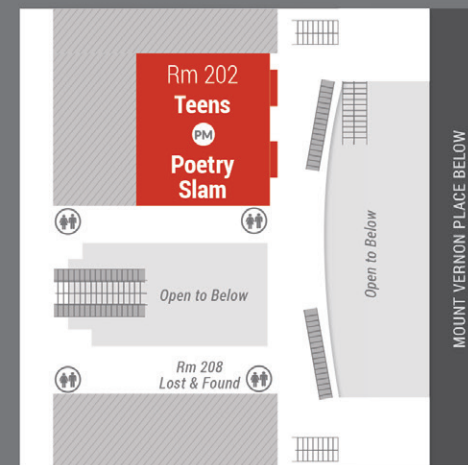 Rm 202
Teens
PM
Poetry
Slam
Open to Below
Open to Below
MOUNT VERNON PLACE BELOW
Rm 208
Lost & Found